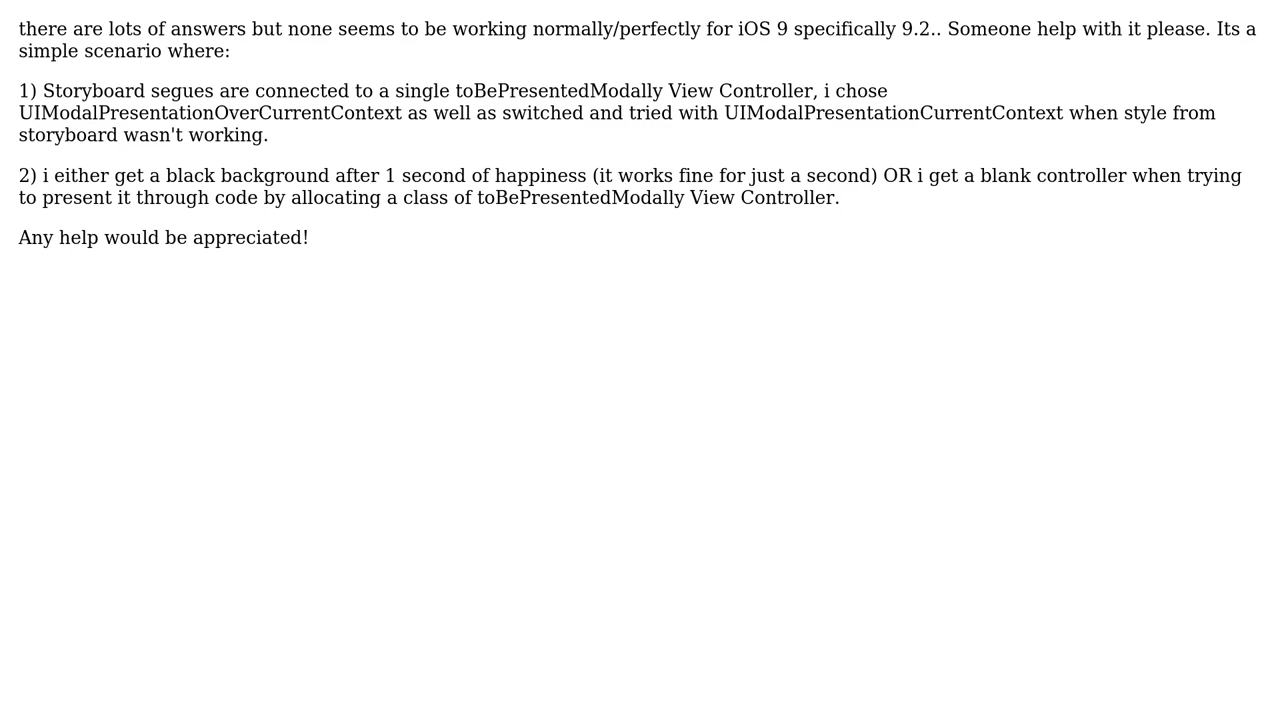 there are lots of answers but none seems to be working normally/perfectly for iOS 9 specifically 9.2.. Someone help with it please. Its a
simple scenario where:
1) Storyboard segues are connected to a single toBePresentedModally View Controller, i chose
UIModalPresentationOverCurrentContext as well as switched and tried with UIModalPresentationCurrentContext when style from
storyboard wasn't working.
2) i either get a black background after 1 second of happiness (it works fine for just a second) OR i get a blank controller when trying
to present it through code by allocating a class of toBePresentedModally View Controller.
Any help would be appreciated!